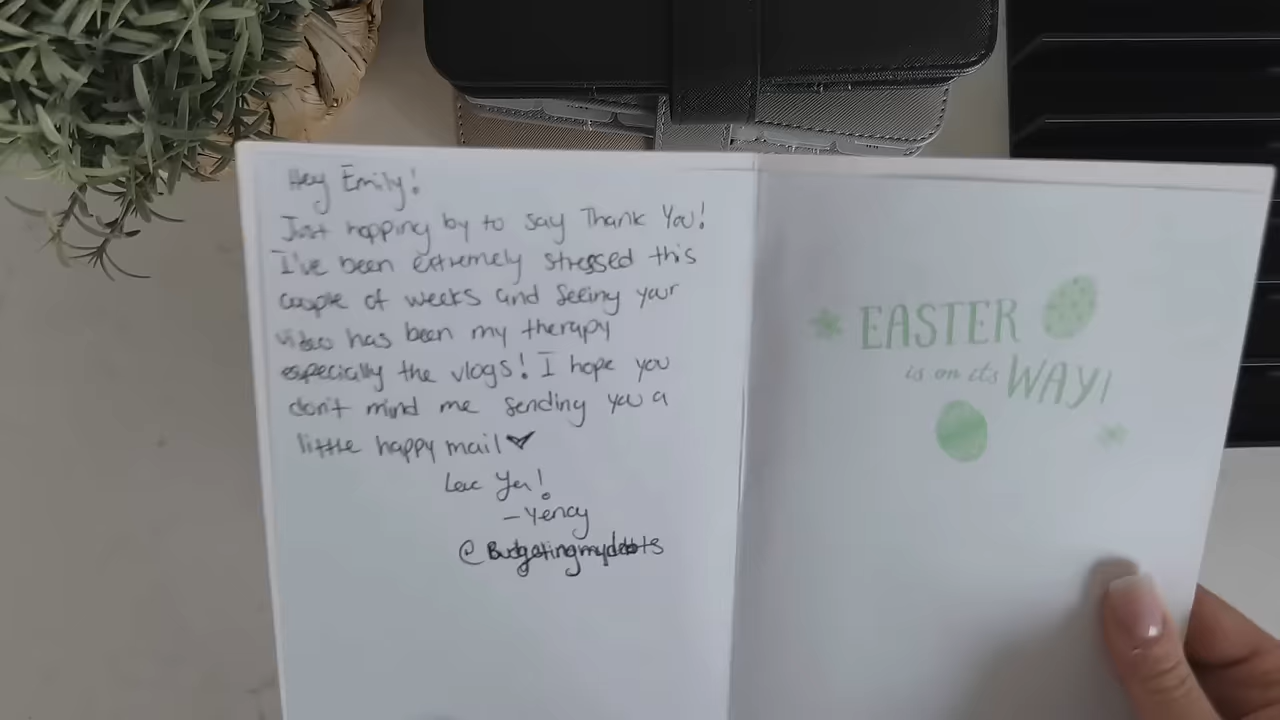 Hey Emily!
Just hopping by to say Thank You!
I've been extremely stressed this
couple of weeks and seeing your
video has been my therapy
especially the vlogs! I hope you
don't mind me sending you a
little happy mail
Love Ya!
- Yency
@Budgetingmydebts
EASTER
is on its WAY!